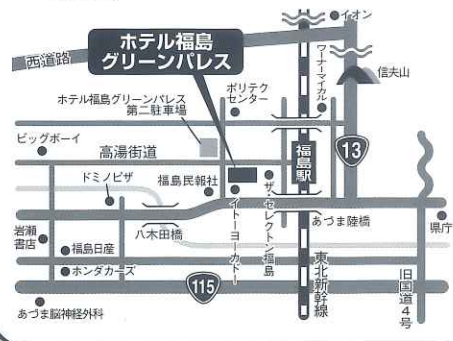 イオン
西道路
ホテル福島
グリーンパレス
ワーナーマイカル
信夫山
ポリテク
センター
ホテル福島グリーンパレス
第二駐車場
ビッグボーイ
高湯街道
福島駅
13
ドミノピザ
福島民報社
イトーヨーカドー
ザ・セレクトン福島
あづま陸橋
県庁
岩瀬
書店
八木田橋
福島日産
ホンダカーズ
115
東北新幹線
旧国道4号
あづま脳神経外科